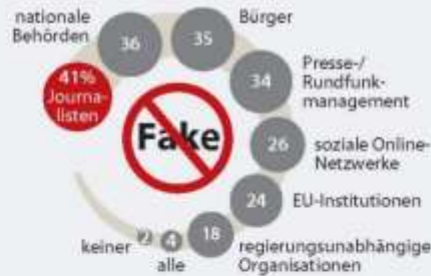 nationale
Behörden
36
35
Bürger
34
Presse-/
Rundfunk-
management
41%
Journa-
listen
Fake
26
soziale Online-
Netzwerke
24
EU-Institutionen
keiner
2
4
alle
18
regierungsunabhängige
Organisationen